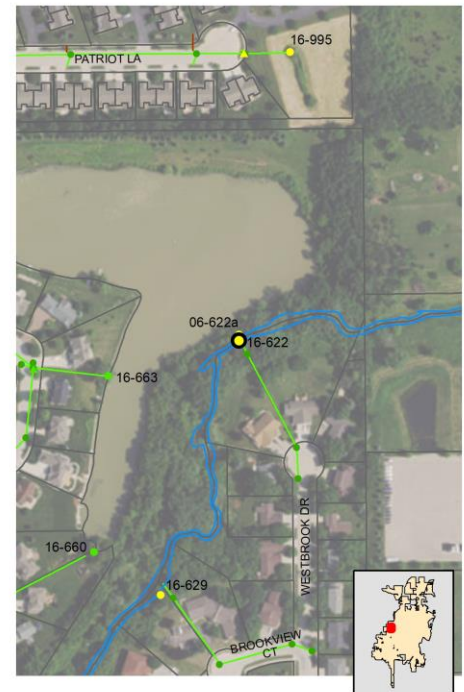 16-995
PATRIOT LA
06-622a
16-622
16-663
WESTBROOK DR
16-660
16-629
BROOKVIEW
CT